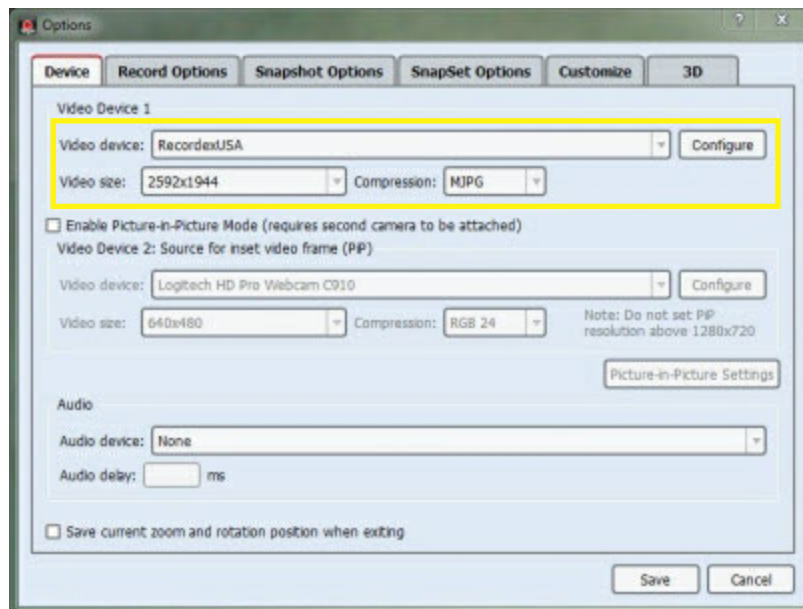 Options
Device Record Options Snapshot Options SnapSet Options Customize 3D
Video Device 1
Video device: RecordexUSA Configure
Video size: 2592x1944 Compression: MJPG
Enable Picture-in-Picture Mode (requires second camera to be attached)
Video Device 2: Source for inset video frame (PiP)
Video device: Logitech HD Pro Webcam C910 Configure
Video size: 640x480 Compression: RGB 24 Note: Do not set PiP
resolution above 1280x720
Picture-in-Picture Settings
Audio
Audio device: None
Audio delay: ms
Save current zoom and rotation position when exiting
Save Cancel